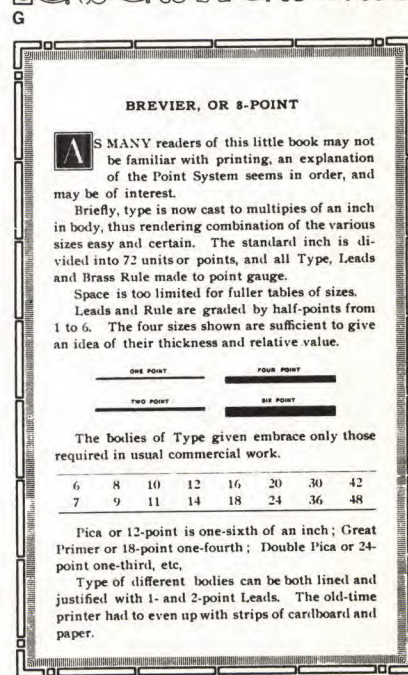 G
BREVIER, OR 8-POINT
AS MANY readers of this little book may not
be familiar with printing, an explanation
of the Point System seems in order, and
may be of interest.
Briefly, type is now cast to multipies of an inch
in body, thus rendering combination of the various
sizes easy and certain. The standard inch is di-
vided into 72 units or points, and all Type, Leads
and Brass Rule made to point gauge.
Space is too limited for fuller tables of sizes.
Leads and Rule are graded by half-points from
1 to 6. The four sizes shown are sufficient to give
an idea of their thickness and relative value.
ONE POINT FOUR POINT
TWO POINT SIX POINT
The bodies of Type given embrace only those
required in usual commercial work.
6 8 10 12 16 20 30 42
7 9 11 14 18 24 36 48
Pica or 12-point is one-sixth of an inch; Great
Primer or 18-point one-fourth; Double Pica or 24-
point one-third, etc,
Type of different bodies can be both lined and
justified with 1- and 2-point Leads. The old-time
printer had to even up with strips of cardboard and
paper.